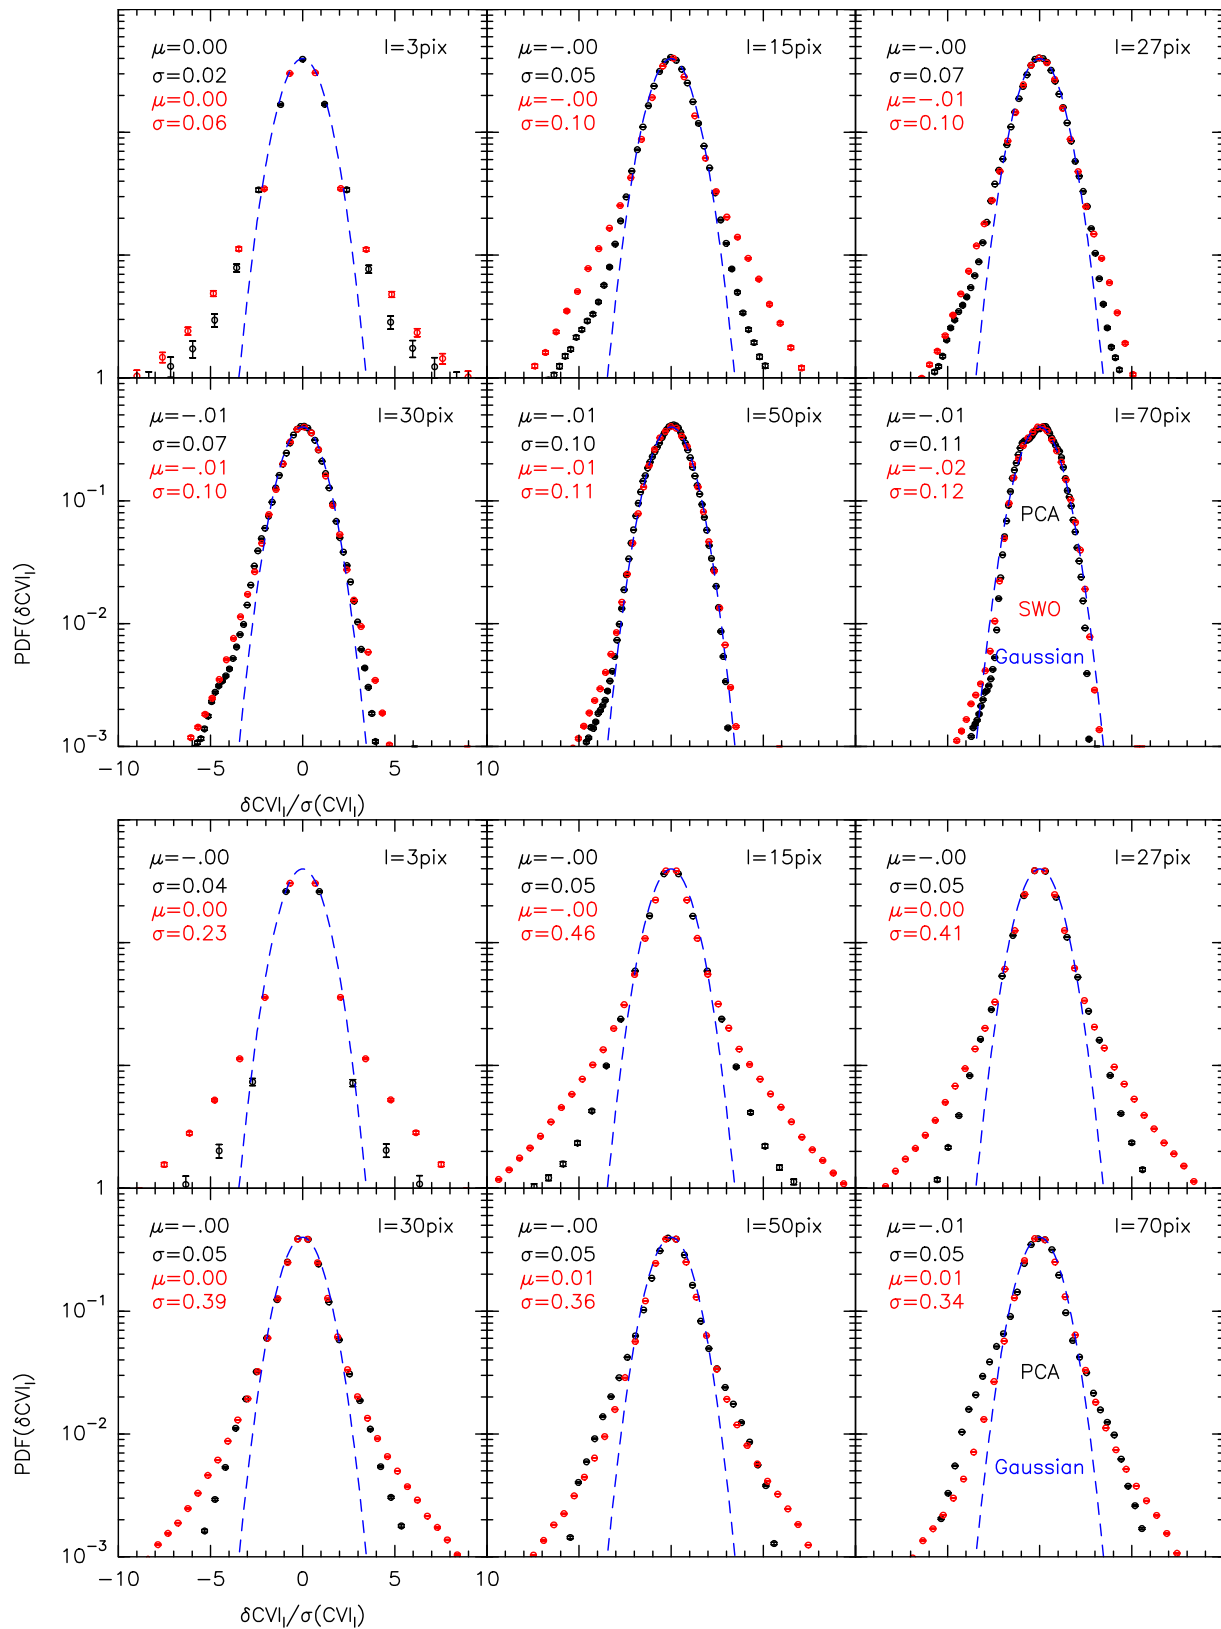 μ=0.00 l=3pix
σ=0.02
μ=0.00
σ=0.06
μ=-.00 l=15pix
σ=0.05
μ=-.00
σ=0.10
μ=-.00 l=27pix
σ=0.07
μ=-.01
σ=0.10
1
μ=-.01 l=30pix
σ=0.07
μ=-.01
σ=0.10
μ=-.01 l=50pix
σ=0.10
μ=-.01
σ=0.11
μ=-.01 l=70pix
σ=0.11
μ=-.02
σ=0.12
PCA
SWO
Gaussian
10⁻¹
10⁻²
10⁻³
PDF(δCVIₗ)
-10 -5 0 5 10
δCVIₗ/σ(CVIₗ)
μ=-.00 l=3pix
σ=0.04
μ=0.00
σ=0.23
μ=-.00 l=15pix
σ=0.05
μ=-.00
σ=0.46
μ=-.00 l=27pix
σ=0.05
μ=0.00
σ=0.41
1
μ=-.00 l=30pix
σ=0.05
μ=0.00
σ=0.39
μ=-.00 l=50pix
σ=0.05
μ=0.01
σ=0.36
μ=-.01 l=70pix
σ=0.05
μ=0.01
σ=0.34
PCA
Gaussian
10⁻¹
10⁻²
10⁻³
PDF(δCVIₗ)
-10 -5 0 5 10
δCVIₗ/σ(CVIₗ)